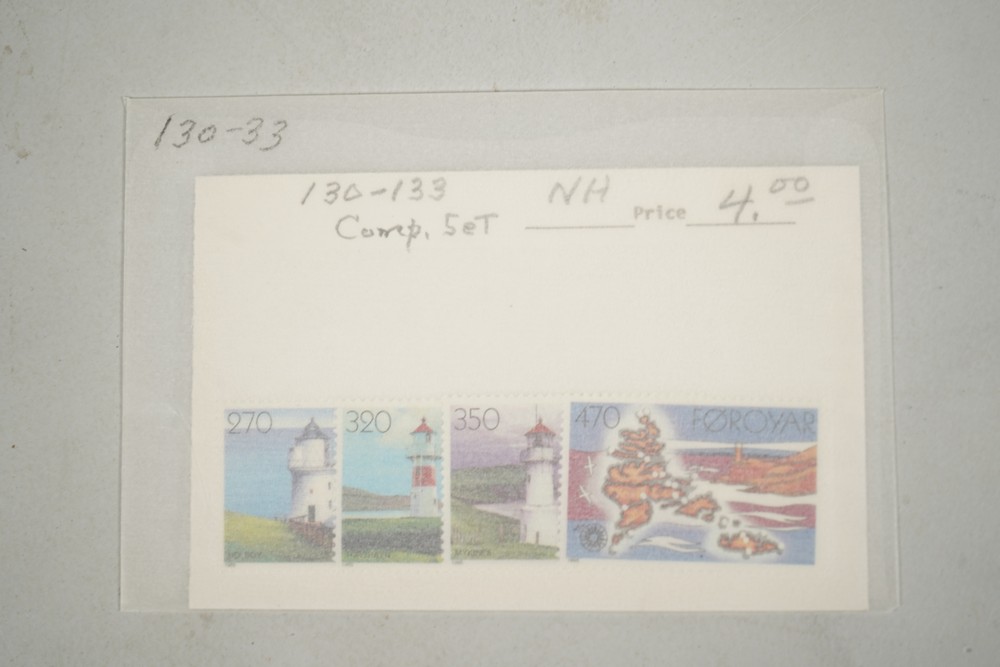 130-33
130-133 NH Price 4.00
Comp. SeT
270 320 350 470 FØROYAR